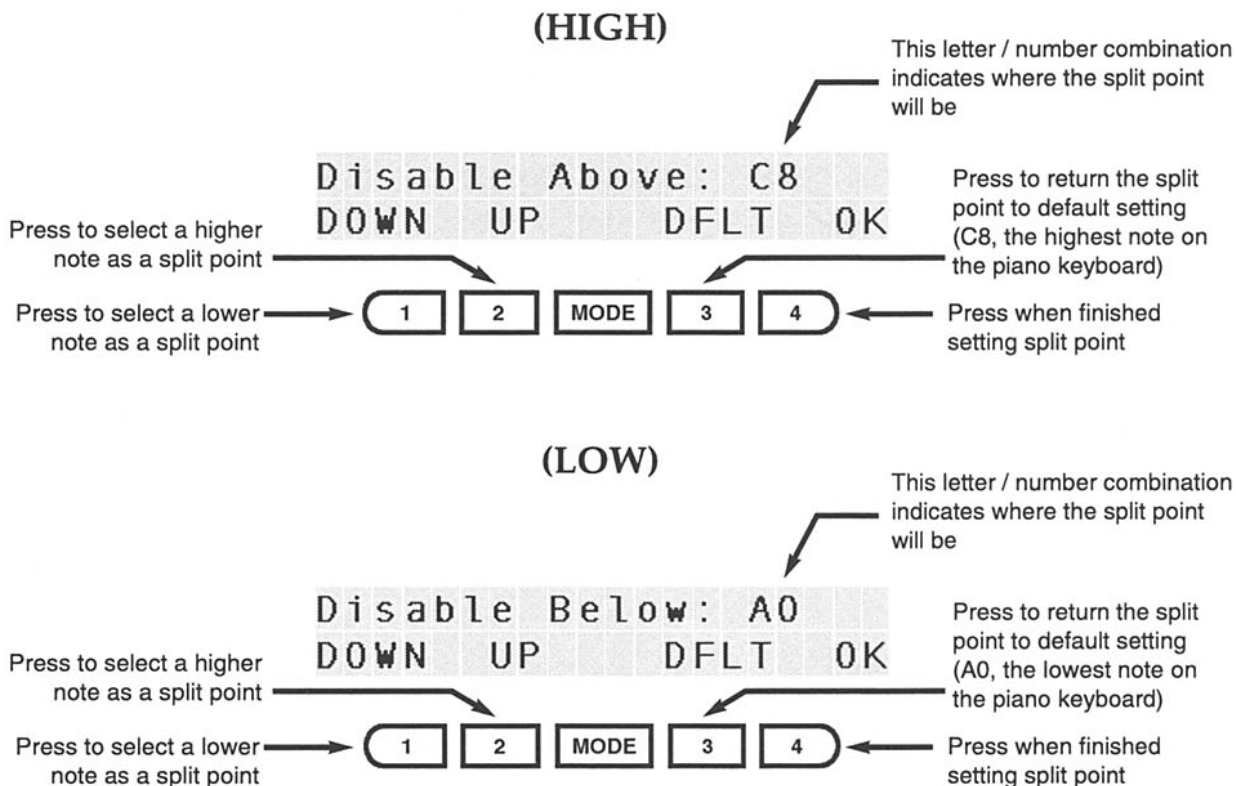 (HIGH)
This letter / number combination
indicates where the split point
will be
Disable Above: C8
DOWN UP DFLT OK
Press to select a higher
note as a split point
Press to select a lower
note as a split point
1 2 MODE 3 4
Press to return the split
point to default setting
(C8, the highest note on
the piano keyboard)
Press when finished
setting split point
(LOW)
This letter / number combination
indicates where the split point
will be
Disable Below: A0
DOWN UP DFLT OK
Press to select a higher
note as a split point
Press to select a lower
note as a split point
1 2 MODE 3 4
Press to return the split
point to default setting
(A0, the lowest note on
the piano keyboard)
Press when finished
setting split point